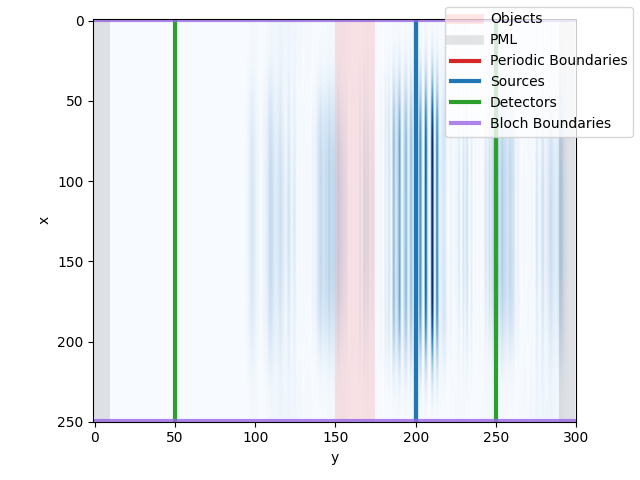 Objects
PML
Periodic Boundaries
Sources
Detectors
Bloch Boundaries
0
50
100
150
200
250
x
0 50 100 150 200 250 300
y